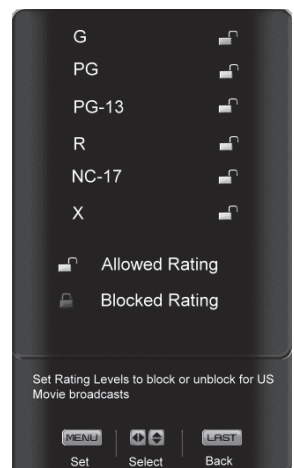 G
PG
PG-13
R
NC-17
X
Allowed Rating
Blocked Rating
Set Rating Levels to block or unblock for US
Movie broadcasts
MENU LAST
Set Select Back